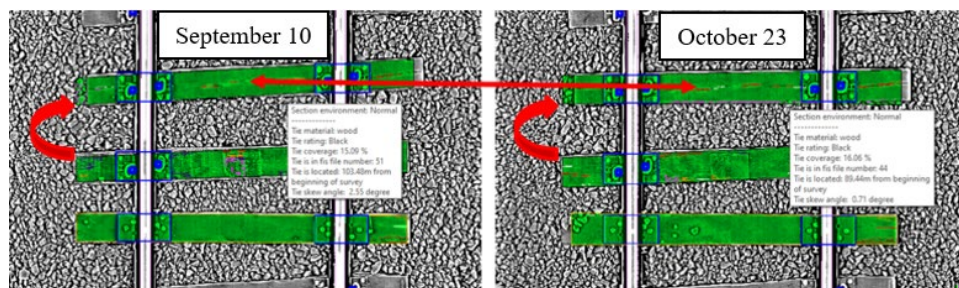 September 10
October 23
Section environment: Normal
-------------
Tie material: wood
Tie rating: Black
Tie coverage: 15.09 %
Tie is in fis file number: 51
Tie is located: 103.48m from
beginning of survey
Tie skew angle: 2.55 degree
Section environment: Normal
-------------
Tie material: wood
Tie rating: Black
Tie coverage: 16.06 %
Tie is in fis file number: 44
Tie is located: 89.44m from beginning
of survey
Tie skew angle: 0.71 degree